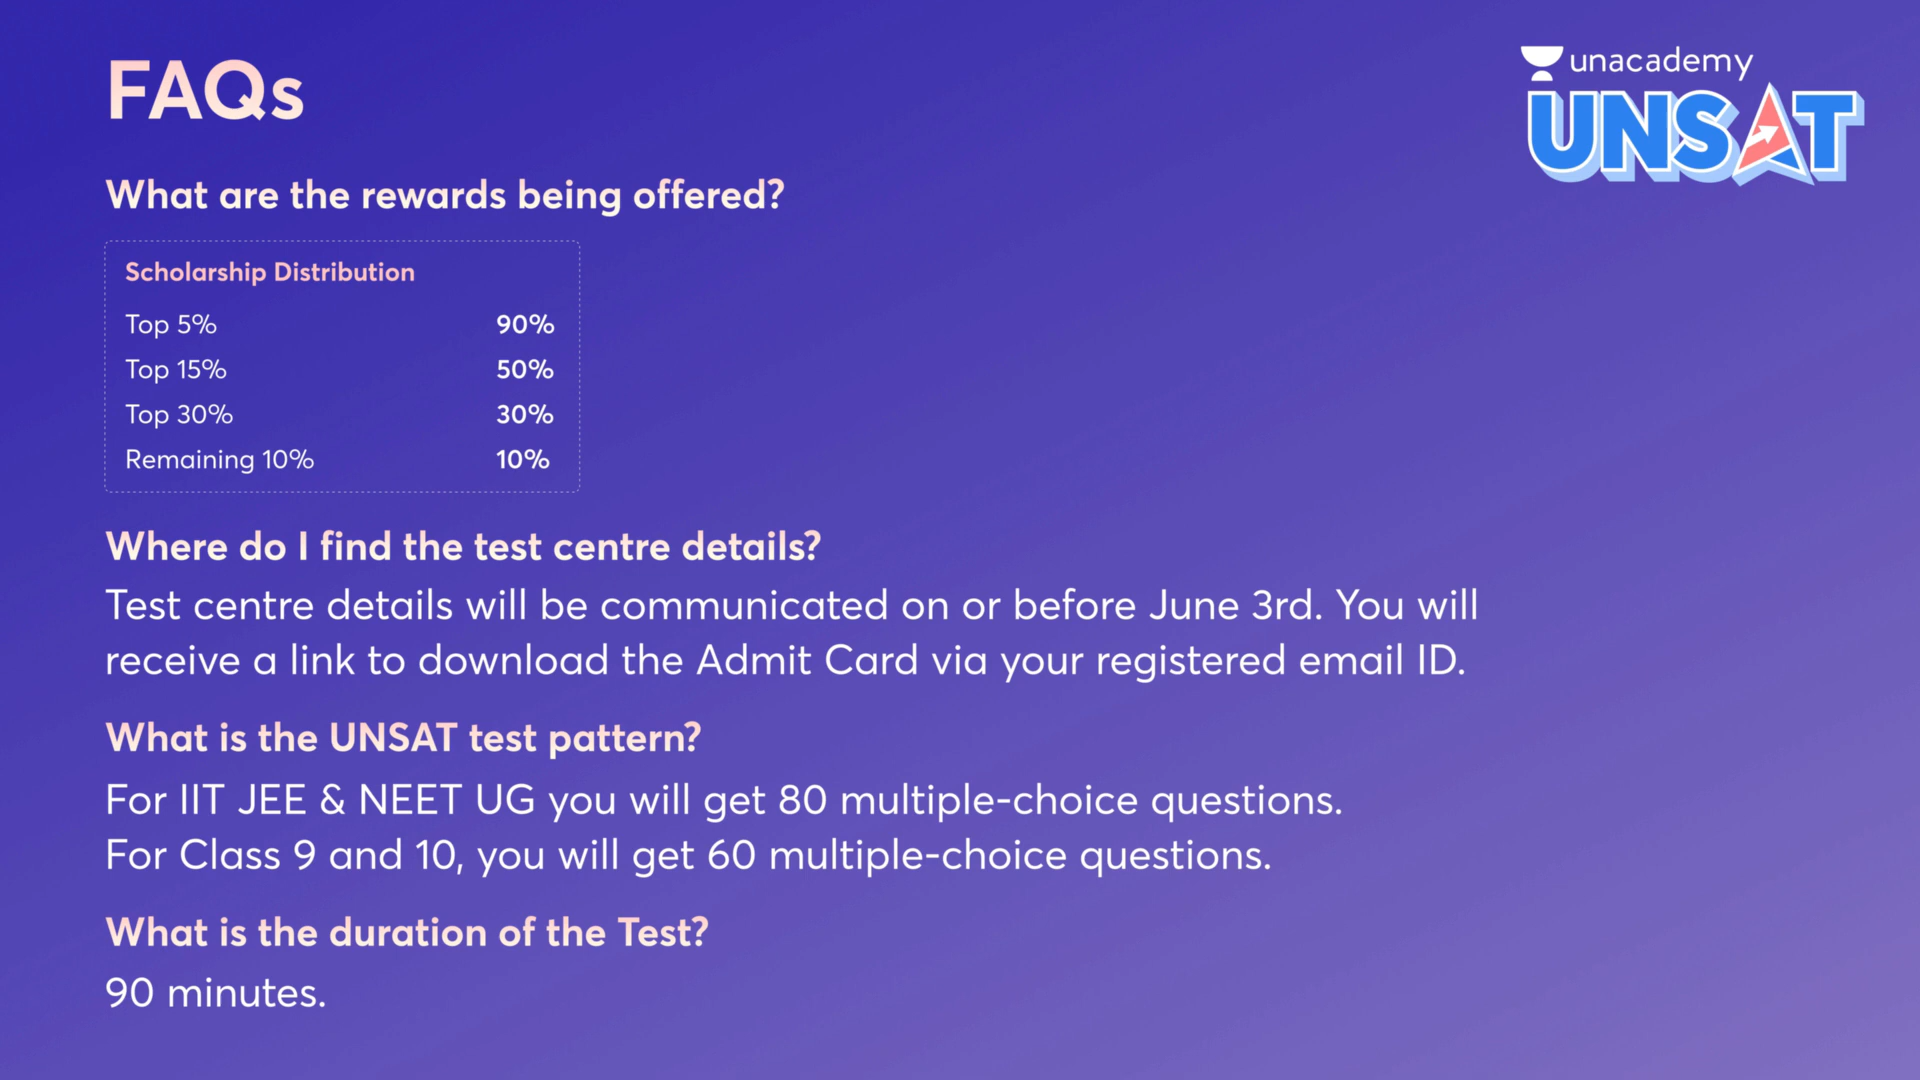 FAQs
unacademy
UNSAT
What are the rewards being offered?
Scholarship Distribution
Top 5% 90%
Top 15% 50%
Top 30% 30%
Remaining 10% 10%
Where do I find the test centre details?
Test centre details will be communicated on or before June 3rd. You will
receive a link to download the Admit Card via your registered email ID.
What is the UNSAT test pattern?
For IIT JEE & NEET UG you will get 80 multiple-choice questions.
For Class 9 and 10, you will get 60 multiple-choice questions.
What is the duration of the Test?
90 minutes.